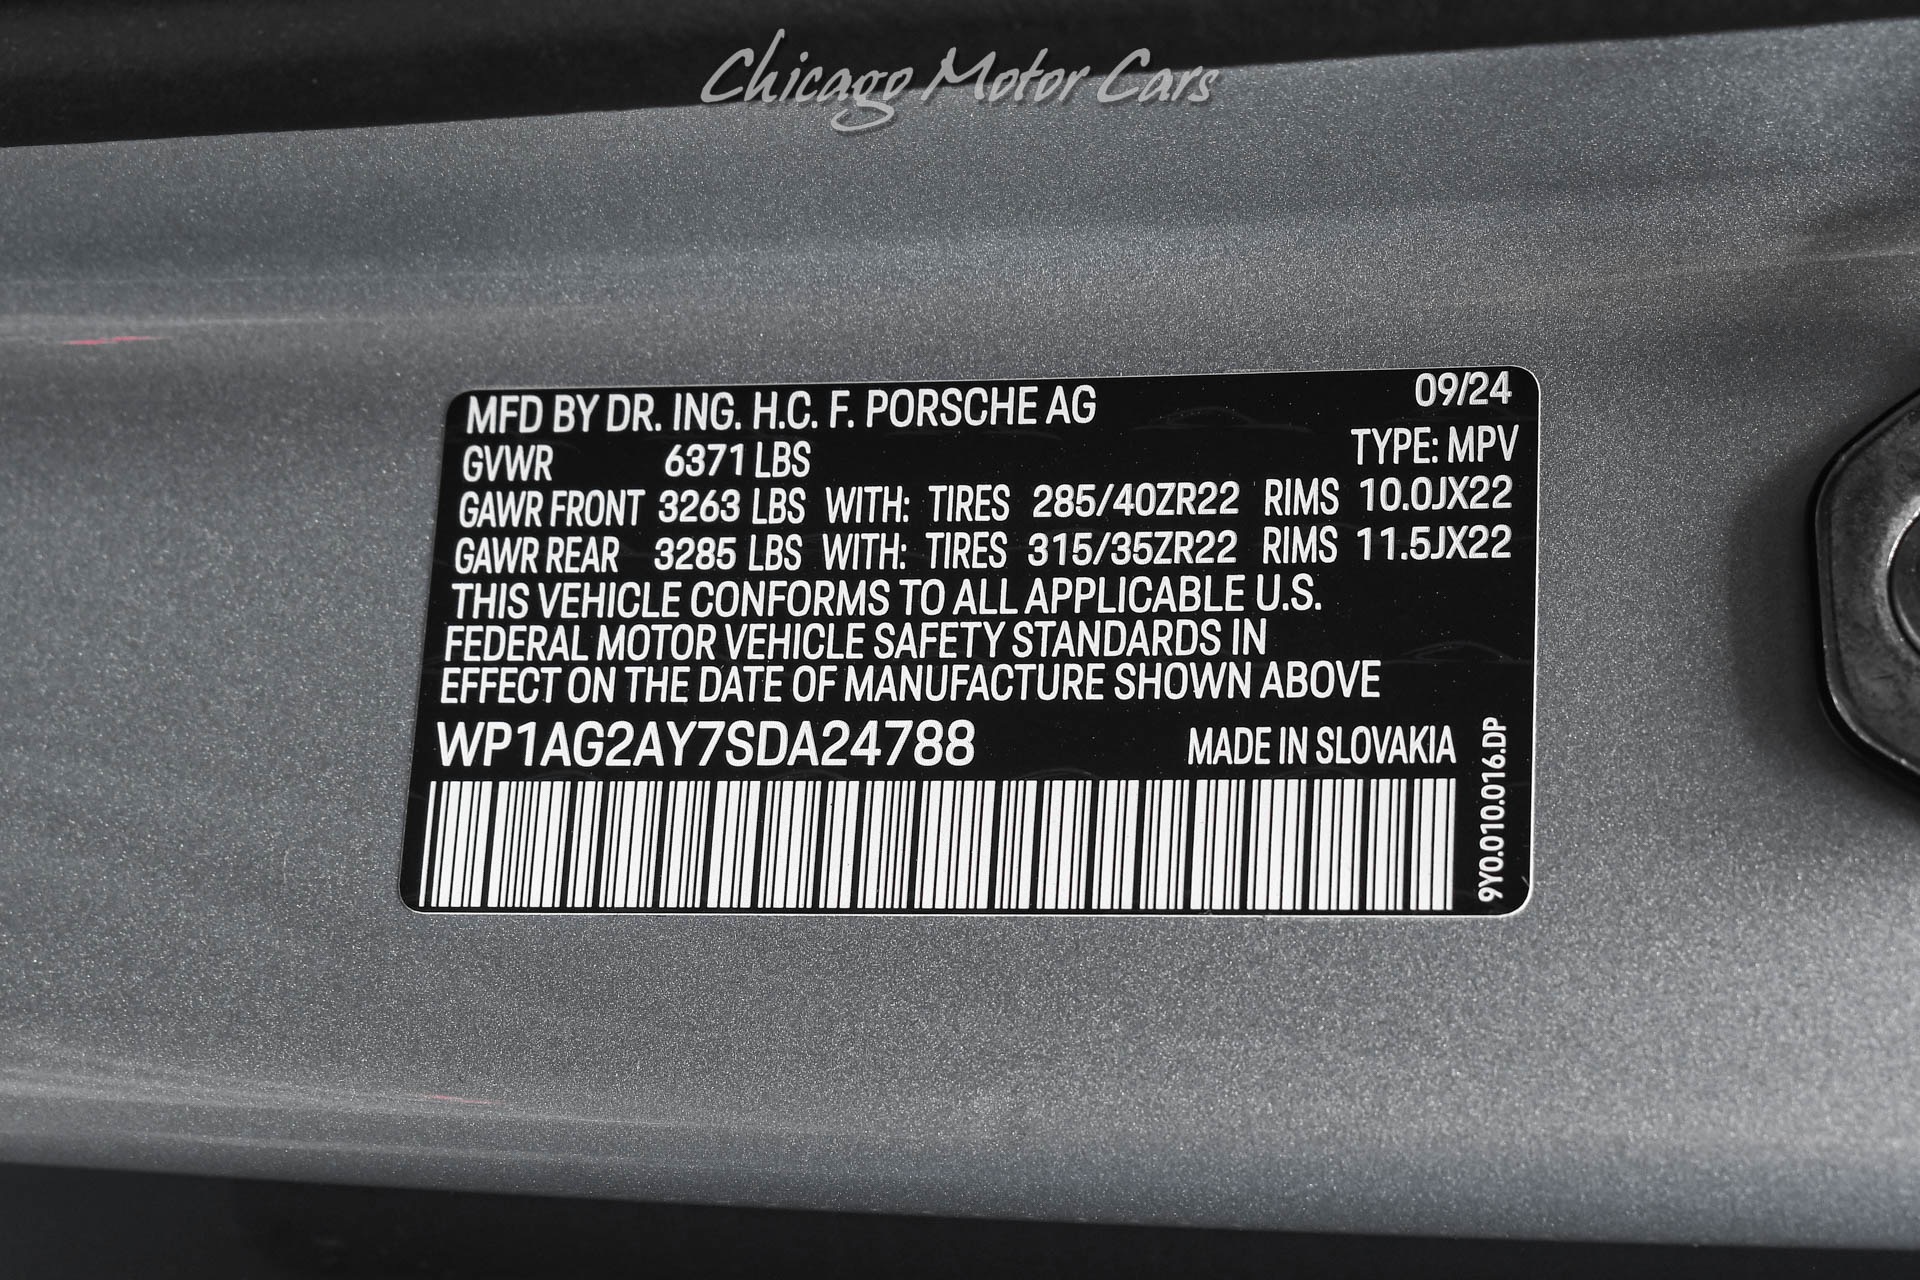 Chicago Motor Cars
MFD BY DR. ING. H.C. F. PORSCHE AG 09/24
GVWR 6371 LBS TYPE: MPV
GAWR FRONT 3263 LBS WITH: TIRES 285/40ZR22 RIMS 10.0JX22
GAWR REAR 3285 LBS WITH: TIRES 315/35ZR22 RIMS 11.5JX22
THIS VEHICLE CONFORMS TO ALL APPLICABLE U.S.
FEDERAL MOTOR VEHICLE SAFETY STANDARDS IN
EFFECT ON THE DATE OF MANUFACTURE SHOWN ABOVE
WP1AG2AY7SDA24788 MADE IN SLOVAKIA
9Y0.010.016.DP